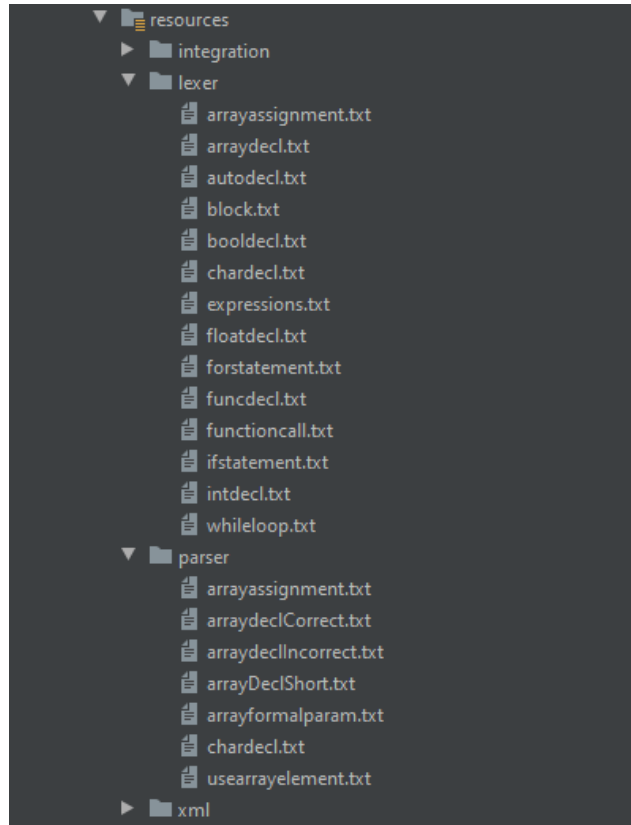 resources
integration
lexer
arrayassignment.txt
arraydecl.txt
autodecl.txt
block.txt
booldecl.txt
chardecl.txt
expressions.txt
floatdecl.txt
forstatement.txt
funcdecl.txt
functioncall.txt
ifstatement.txt
intdecl.txt
whileloop.txt
parser
arrayassignment.txt
arraydeclCorrect.txt
arraydeclIncorrect.txt
arrayDeclShort.txt
arrayformalparam.txt
chardecl.txt
usearrayelement.txt
xml